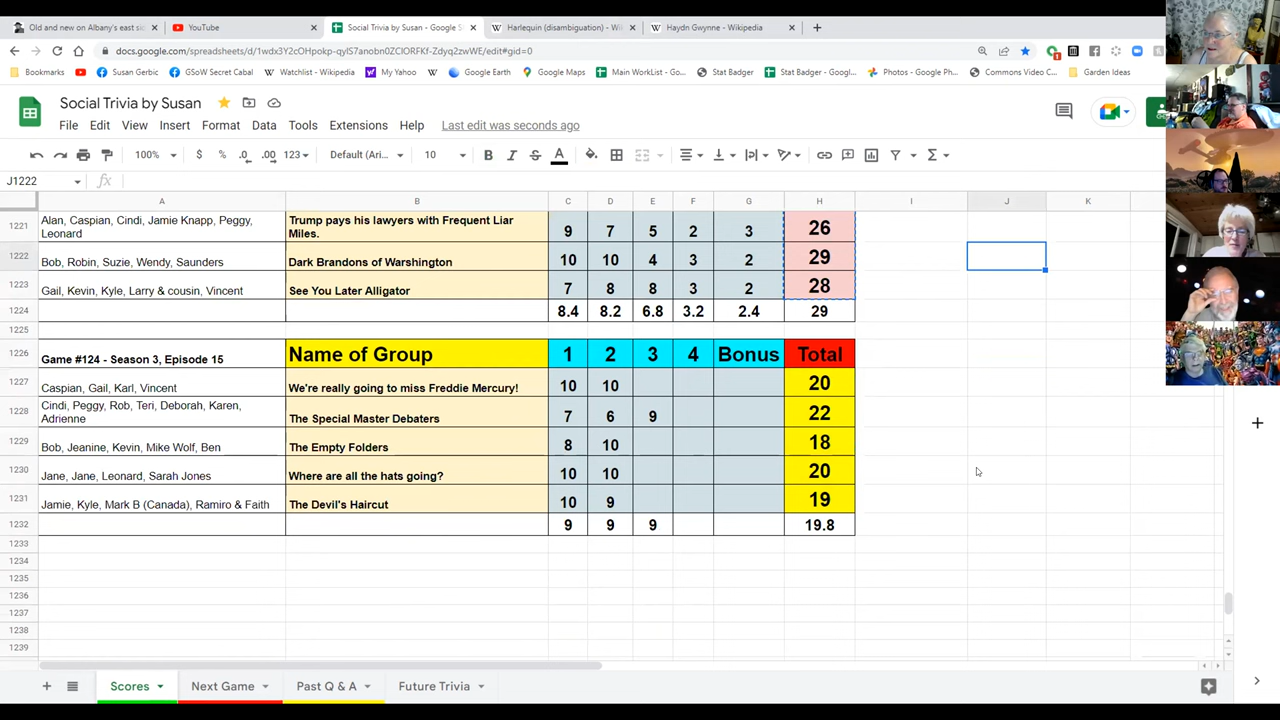 Old and new on Albany's east sid
YouTube
Social Trivia by Susan - Google S
Harlequin (disambiguation) - Wi
Haydn Gwynne - Wikipedia
docs.google.com/spreadsheets/d/1wdx3Y2cOHpokp-qyIS7anobn0ZClORFKf-Zdyq2zwWE/edit#gid=0
Bookmarks
Susan Gerbic
GSoW Secret Cabal
Watchlist - Wikipedia
My Yahoo
Google Earth
Google Maps
Main WorkList - Go...
Stat Badger
Stat Badger - Googl...
Photos - Google Ph...
Commons Video C...
Garden Ideas
Social Trivia by Susan
File Edit View Insert Format Data Tools Extensions Help Last edit was seconds ago
100% $ % .0 .00 123 Default (Ari... 10 B I S A
J1222 fx
A B C D E F G H I J K
1221 Alan, Caspian, Cindi, Jamie Knapp, Peggy, Leonard Trump pays his lawyers with Frequent Liar Miles. 9 7 5 2 3 26
1222 Bob, Robin, Suzie, Wendy, Saunders Dark Brandons of Warshington 10 10 4 3 2 29
1223 Gail, Kevin, Kyle, Larry & cousin, Vincent See You Later Alligator 7 8 8 3 2 28
1224 8.4 8.2 6.8 3.2 2.4 29
1225
1226 Game #124 - Season 3, Episode 15 Name of Group 1 2 3 4 Bonus Total
1227 Caspian, Gail, Karl, Vincent We're really going to miss Freddie Mercury! 10 10 20
1228 Cindi, Peggy, Rob, Teri, Deborah, Karen, Adrienne The Special Master Debaters 7 6 9 22
1229 Bob, Jeanine, Kevin, Mike Wolf, Ben The Empty Folders 8 10 18
1230 Jane, Jane, Leonard, Sarah Jones Where are all the hats going? 10 10 20
1231 Jamie, Kyle, Mark B (Canada), Ramiro & Faith The Devil's Haircut 10 9 19
1232 9 9 9 19.8
1233
1234
1235
1236
1237
1238
1239
Scores
Next Game
Past Q & A
Future Trivia